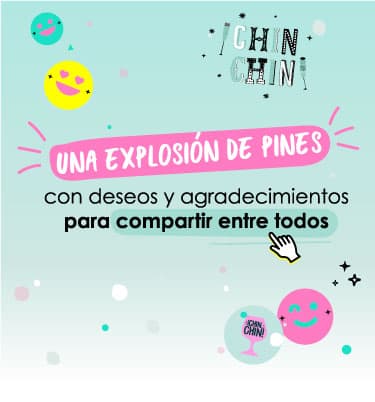 ¡CHIN
CHIN!
UNA EXPLOSIÓN DE PINES
con deseos y agradecimientos
para compartir entre todos
¡CHIN
CHIN!